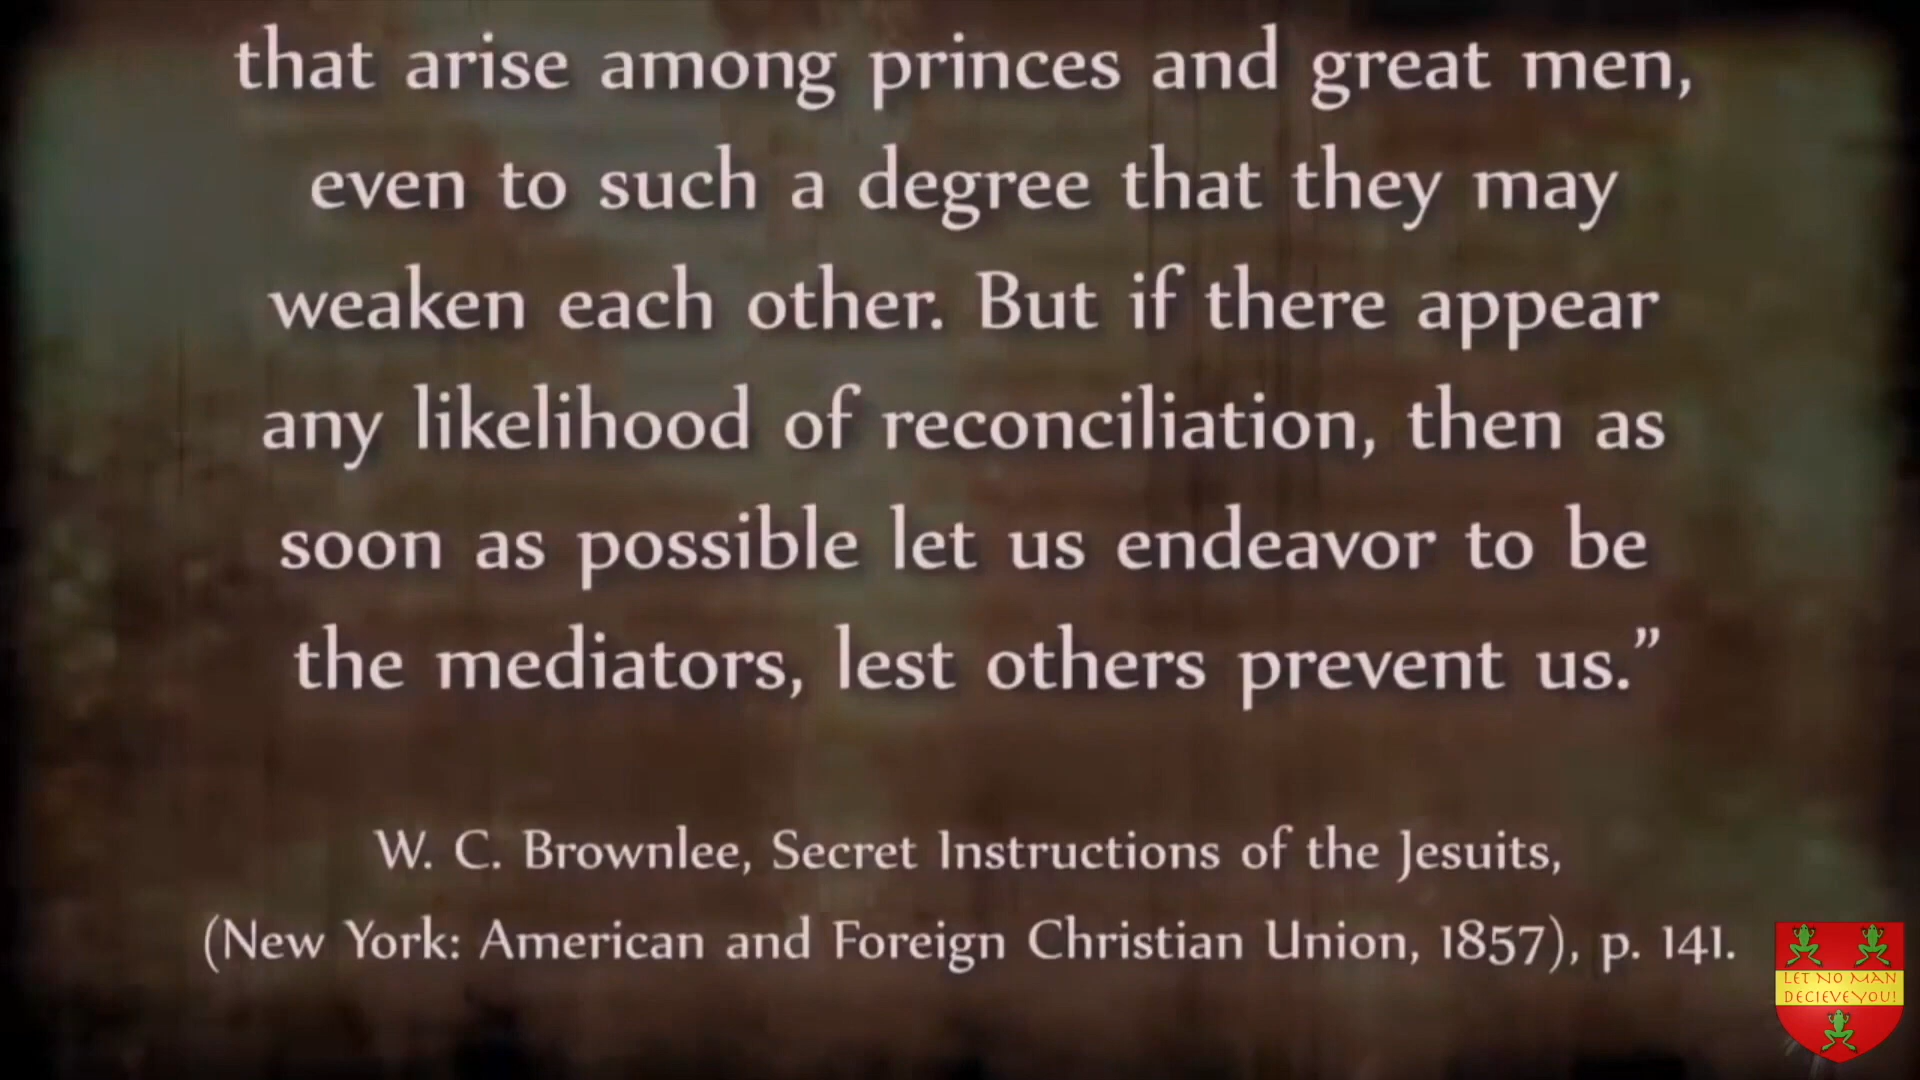 that arise among princes and great men,
even to such a degree that they may
weaken each other. But if there appear
any likelihood of reconciliation, then as
soon as possible let us endeavor to be
the mediators, lest others prevent us.”
W. C. Brownlee, Secret Instructions of the Jesuits,
(New York: American and Foreign Christian Union, 1857), p. 141.
LET NO MAN
DECIEVE YOU!